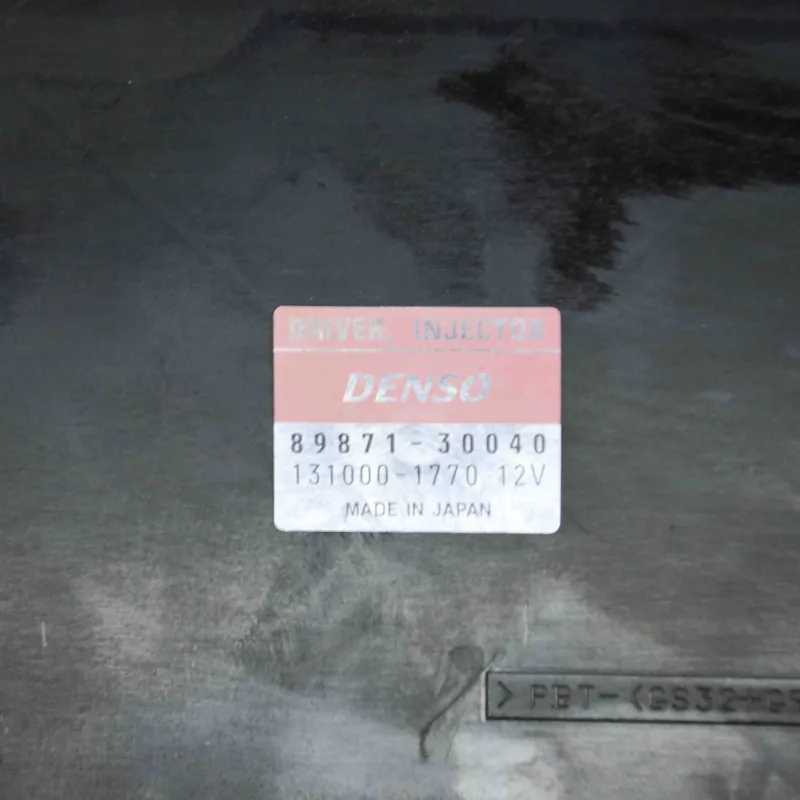 DRIVER, INJECTOR
DENSO
89871-30040
131000-1770 12V
MADE IN JAPAN
>PBT-(GS32+